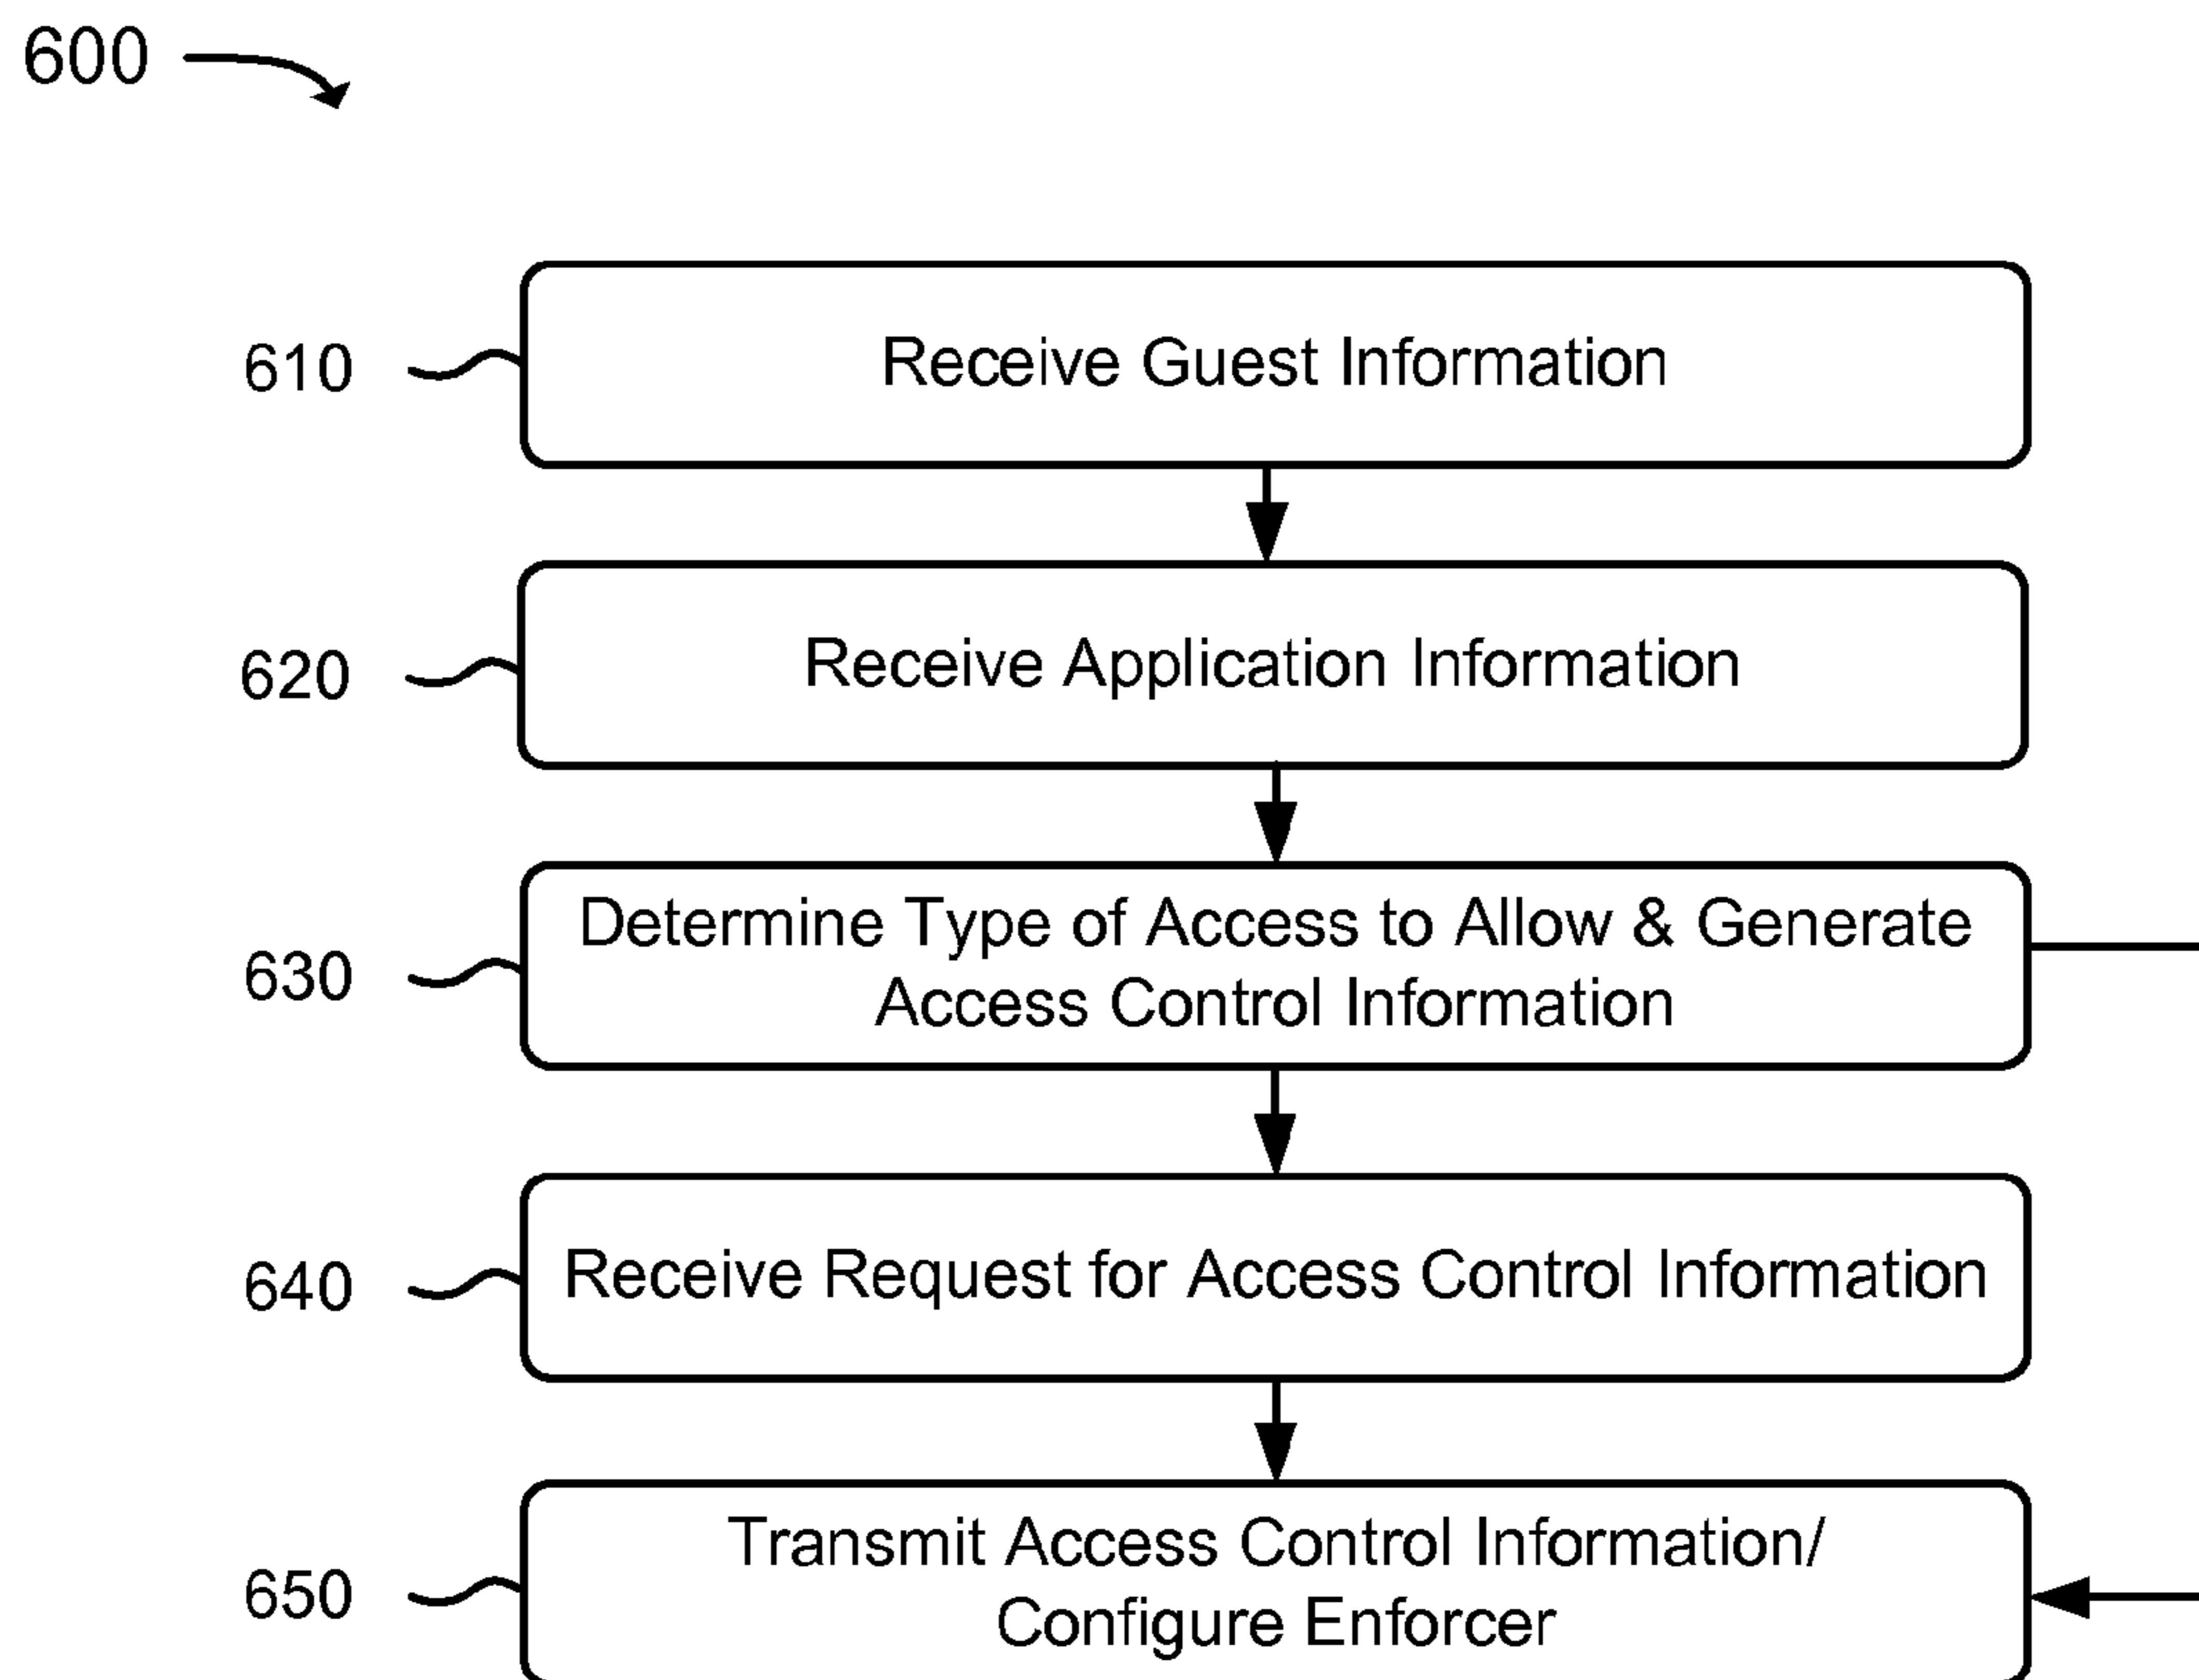 600
610
Receive Guest Information
620
Receive Application Information
630
Determine Type of Access to Allow & Generate
Access Control Information
640
Receive Request for Access Control Information
650
Transmit Access Control Information/
Configure Enforcer